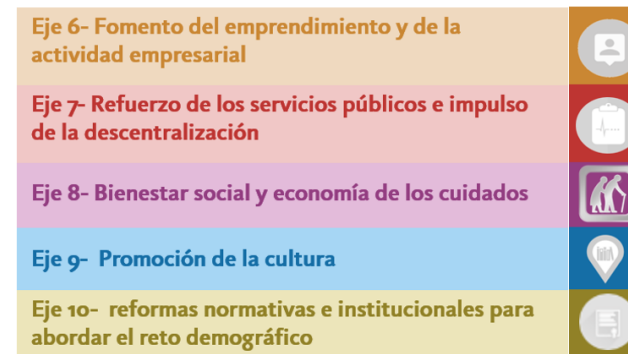 Eje 6- Fomento del emprendimiento y de la
actividad empresarial
Eje 7- Refuerzo de los servicios públicos e impulso
de la descentralización
Eje 8- Bienestar social y economía de los cuidados
Eje 9-  Promoción de la cultura
Eje 10-  reformas normativas e institucionales para
abordar el reto demográfico